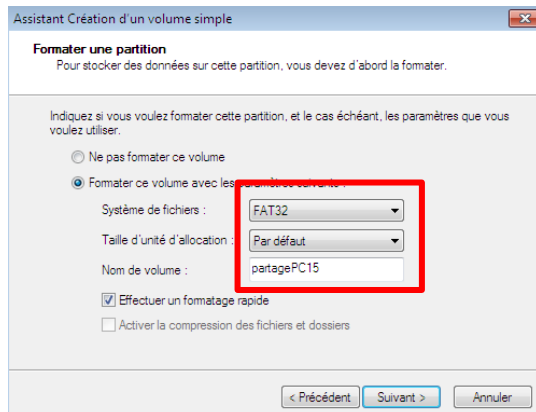 Assistant Création d'un volume simple
Formater une partition
Pour stocker des données sur cette partition, vous devez d'abord la formater.
Indiquez si vous voulez formater cette partition, et le cas échéant, les paramètres que vous
voulez utiliser.
Ne pas formater ce volume
Formater ce volume avec les paramètres suivants :
Système de fichiers : FAT32
Taille d'unité d'allocation : Par défaut
Nom de volume : partagePC15
Effectuer un formatage rapide
Activer la compression des fichiers et dossiers
< Précédent Suivant > Annuler